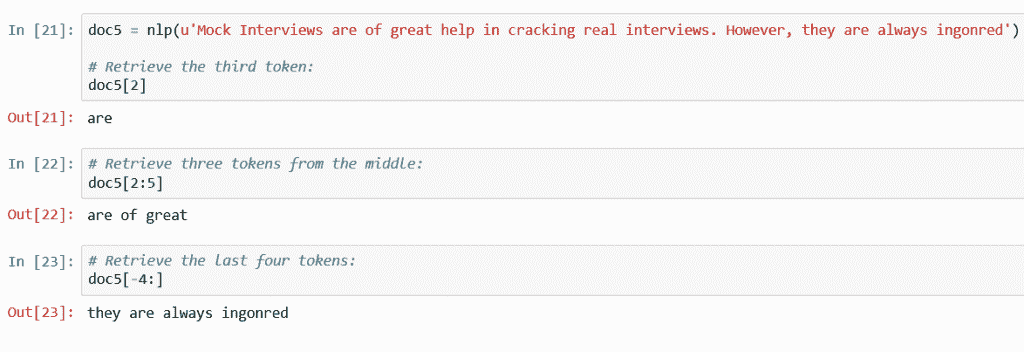 In [21]: doc5 = nlp(u'Mock Interviews are of great help in cracking real interviews. However, they are always ingonred')
# Retrieve the third token:
doc5[2]
Out[21]: are
In [22]: # Retrieve three tokens from the middle:
doc5[2:5]
Out[22]: are of great
In [23]: # Retrieve the last four tokens:
doc5[-4:]
Out[23]: they are always ingonred